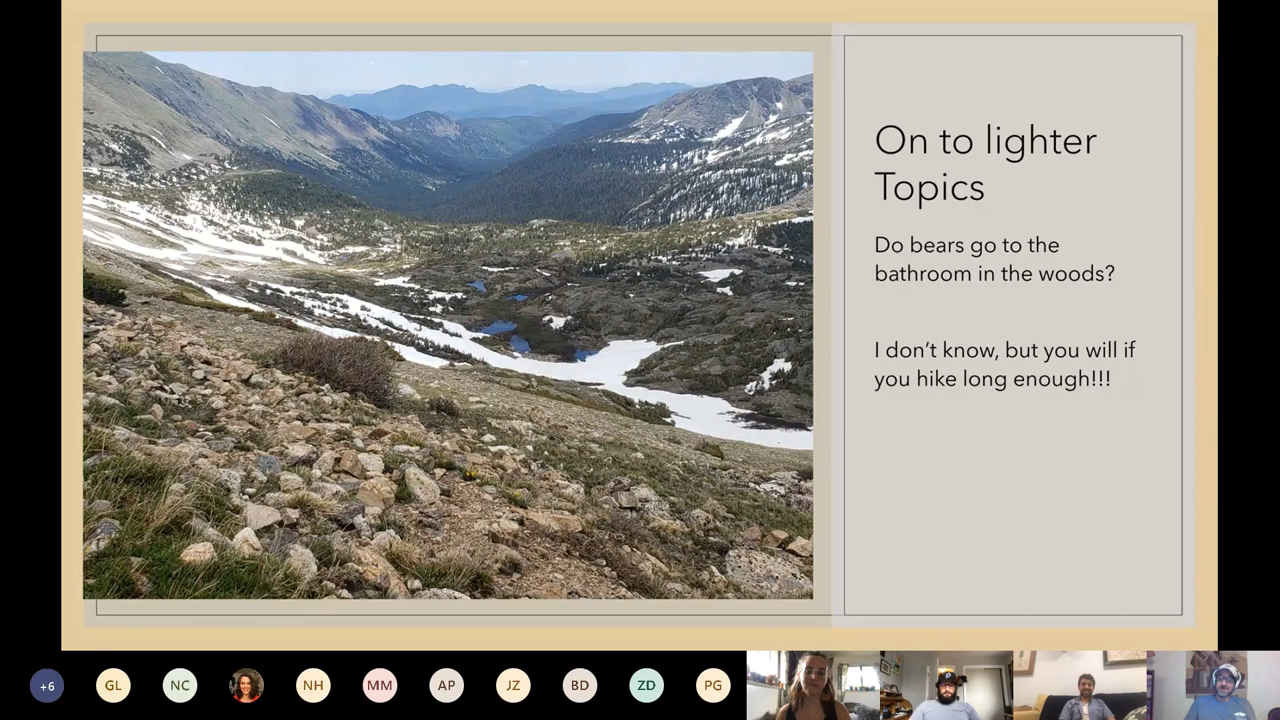 On to lighter
Topics
Do bears go to the
bathroom in the woods?
I don’t know, but you will if
you hike long enough!!!
+6
GL
NC
NH
MM
AP
JZ
BD
ZD
PG